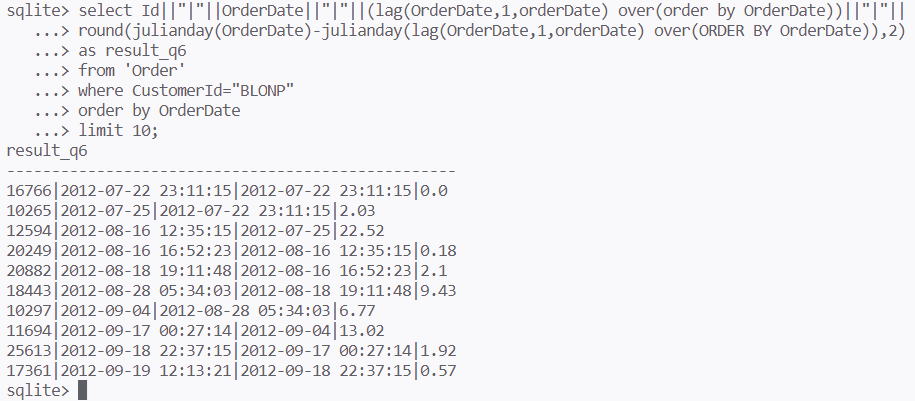 sqlite> select Id||"|"||OrderDate||"|"||(lag(OrderDate,1,orderDate) over(order by OrderDate))||"|"||
...> round(julianday(OrderDate)-julianday(lag(OrderDate,1,orderDate) over(ORDER BY OrderDate)),2)
...> as result_q6
...> from 'Order'
...> where CustomerId="BLONP"
...> order by OrderDate
...> limit 10;
result_q6
--------------------------------------------------
16766|2012-07-22 23:11:15|2012-07-22 23:11:15|0.0
10265|2012-07-25|2012-07-22 23:11:15|2.03
12594|2012-08-16 12:35:15|2012-07-25|22.52
20249|2012-08-16 16:52:23|2012-08-16 12:35:15|0.18
20882|2012-08-18 19:11:48|2012-08-16 16:52:23|2.1
18443|2012-08-28 05:34:03|2012-08-18 19:11:48|9.43
10297|2012-09-04|2012-08-28 05:34:03|6.77
11694|2012-09-17 00:27:14|2012-09-04|13.02
25613|2012-09-18 22:37:15|2012-09-17 00:27:14|1.92
17361|2012-09-19 12:13:21|2012-09-18 22:37:15|0.57
sqlite>